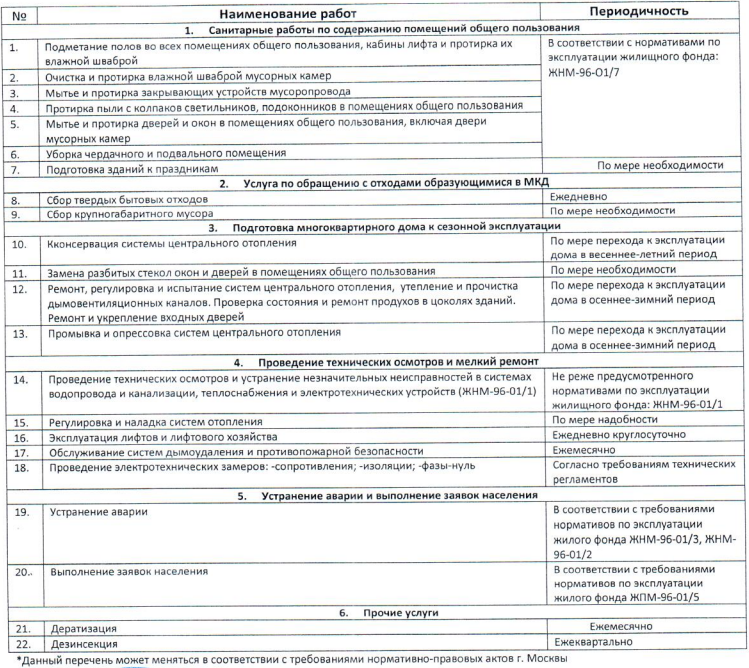 № Наименование работ Периодичность
1. Санитарные работы по содержанию помещений общего пользования
1. Подметание полов во всех помещениях общего пользования, кабины лифта и протирка их В соответствии с нормативами по
влажной шваброй эксплуатации жилищного фонда:
2. Очистка и протирка влажной шваброй мусорных камер ЖНМ-96-О1/7
3. Мытье и протирка закрывающих устройств мусоропровода
4. Протирка пыли с колпаков светильников, подоконников в помещениях общего пользования
5. Мытье и протирка дверей и окон в помещениях общего пользования, включая двери
мусорных камер
6. Уборка чердачного и подвального помещения
7. Подготовка зданий к праздникам По мере необходимости
2. Услуга по обращению с отходами образующимися в МКД
8. Сбор твердых бытовых отходов Ежедневно
9. Сбор крупногабаритного мусора По мере необходимости
3. Подготовка многоквартирного дома к сезонной эксплуатации
10. Кконсервация системы центрального отопления По мере перехода к эксплуатации
дома в весеннее-летний период
11. Замена разбитых стекол окон и дверей в помещениях общего пользования По мере необходимости
12. Ремонт, регулировка и испытание систем центрального отопления, утепление и прочистка По мере перехода к эксплуатации
дымовентиляционных каналов. Проверка состояния и ремонт продухов в цоколях зданий. дома в осеннее-зимний период
Ремонт и укрепление входных дверей
13. Промывка и опрессовка систем центрального отопления По мере перехода к эксплуатации
дома в осеннее-зимний период
4. Проведение технических осмотров и мелкий ремонт
14. Проведение технических осмотров и устранение незначительных неисправностей в системах Не реже предусмотренного
водопровода и канализации, теплоснабжения и электротехнических устройств (ЖНМ-96-01/1) нормативами по эксплуатации
жилищного фонда: ЖНМ-96-01/1
15. Регулировка и наладка систем отопления По мере надобности
16. Эксплуатация лифтов и лифтового хозяйства Ежедневно круглосуточно
17. Обслуживание систем дымоудаления и противопожарной безопасности Ежемесячно
18. Проведение электротехнических замеров: -сопротивления; -изоляции; -фазы-нуль Согласно требованиям технических
регламентов
5. Устранение аварии и выполнение заявок населения
19. Устранение аварии В соответствии с требованиями
нормативов по эксплуатации
жилого фонда ЖНМ-96-01/3, ЖНМ-
96-01/2
20. Выполнение заявок населения В соответствии с требованиями
нормативов по эксплуатации
жилого фонда ЖПМ-96-01/5
6. Прочие услуги
21. Дератизация Ежемесячно
22. Дезинсекция Ежеквартально
*Данный перечень может меняться в соответствии с требованиями нормативно-правовых актов г. Москвы